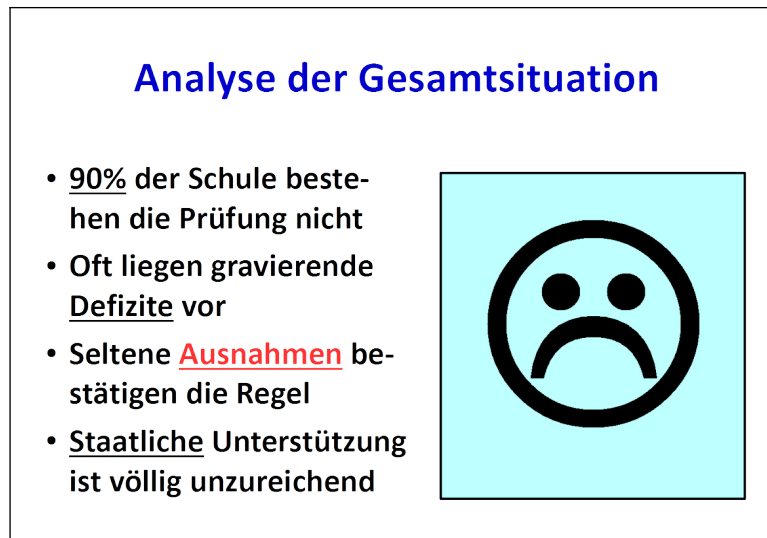 Analyse der Gesamtsituation
• 90% der Schule beste-
hen die Prüfung nicht
• Oft liegen gravierende
Defizite vor
• Seltene Ausnahmen be-
stätigen die Regel
• Staatliche Unterstützung
ist völlig unzureichend